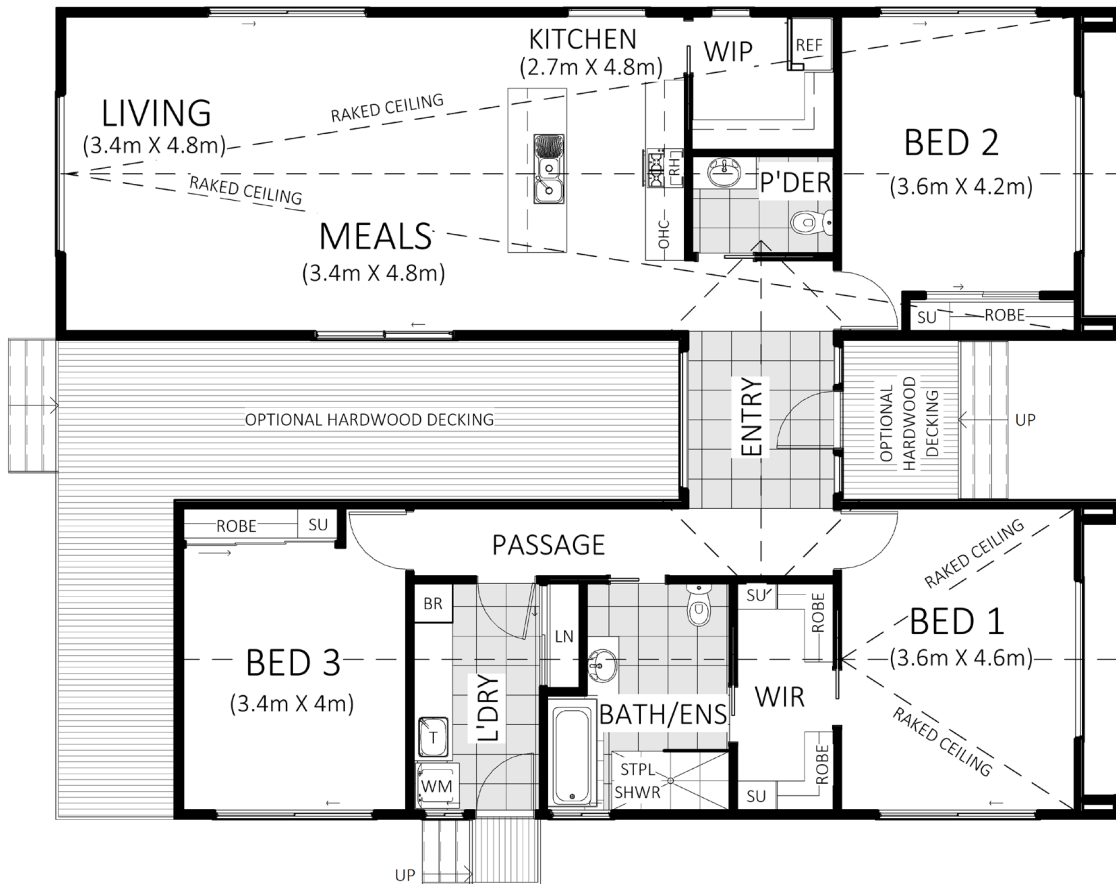 KITCHEN
(2.7m X 4.8m)
WIP
REF
LIVING
(3.4m X 4.8m)
RAKED CEILING
BED 2
(3.6m X 4.2m)
RH
P'DER
RAKED CEILING
MEALS
(3.4m X 4.8m)
OHC
SU
ROBE
OPTIONAL HARDWOOD DECKING
ENTRY
OPTIONAL
HARDWOOD
DECKING
UP
ROBE
SU
PASSAGE
RAKED CEILING
BR
LN
SU
ROBE
BED 1
(3.6m X 4.6m)
BED 3
(3.4m X 4m)
L'DRY
BATH/ENS
WIR
RAKED CEILING
T
STPL
SHWR
ROBE
WM
SU
UP